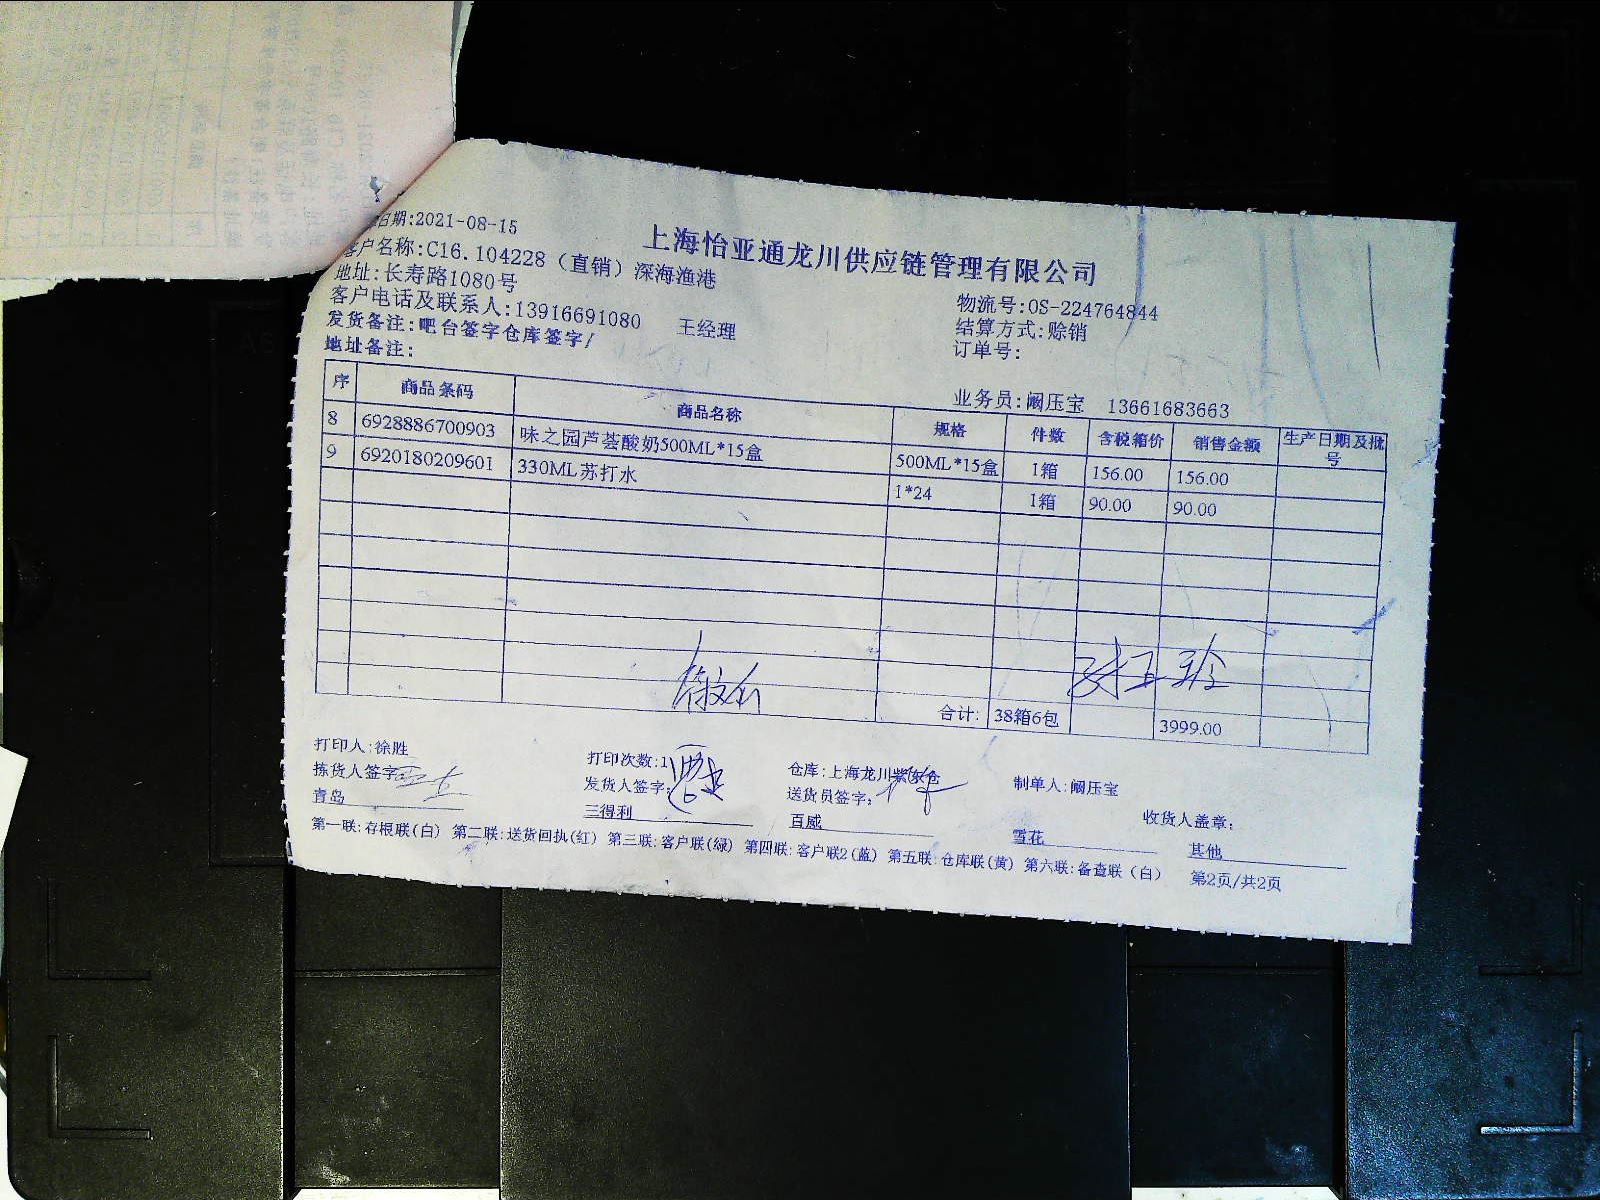 日期:2021-08-15
上海怡亚通龙川供应链管理有限公司
客户名称:C16.104228（直销）深海渔港
地址:长寿路1080号
物流号:OS-224764844
客户电话及联系人:13916691080 王经理
结算方式:赊销
发货备注:吧台签字仓库签字/
订单号:
地址备注:
业务员:阚压宝 13661683663
序 商品条码 商品名称 规格 件数 含税箱价 销售金额 生产日期及批号
8 6928886700903 味之园芦荟酸奶500ML*15盒 500ML*15盒 1箱 156.00 156.00
9 6920180209601 330ML苏打水 1*24 1箱 90.00 90.00
合计: 38箱6包 3999.00
打印人:徐胜 打印次数:1 仓库:上海龙川 制单人:阚压宝
拣货人签字 发货人签字: 送货员签字: 收货人盖章:
青岛 三得利 百威 雪花 其他
第一联:存根联(白) 第二联:送货回执(红) 第三联:客户联(绿) 第四联:客户联2(蓝) 第五联:仓库联(黄) 第六联:备查联（白） 第2页/共2页